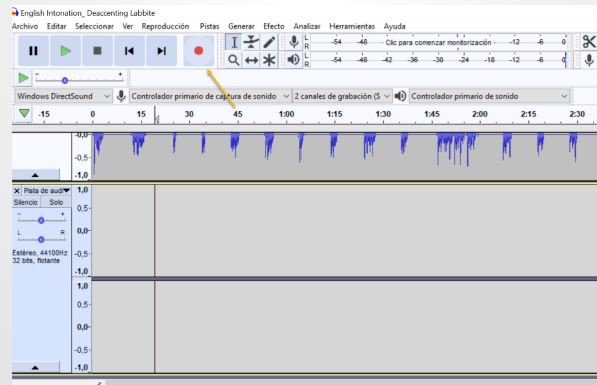 English Intonation_ Deaccenting Labbite
Archivo Editar Seleccionar Ver Reproducción Pistas Generar Efecto Analizar Herramientas Ayuda
L -54 -48 Clic para comenzar monitorización -12 -6 0
R
L -54 -48 -42 -36 -30 -24 -18 -12 -6 0
R
- +
Windows DirectSound Controlador primario de captura de sonido 2 canales de grabación (S Controlador primario de sonido
-15 0 15 30 45 1:00 1:15 1:30 1:45 2:00 2:15 2:30
-0,0
-0,5
-1,0
X Pista de audi 1,0
Silencio Solo 0,5
- +
L R 0,0
Estéreo, 44100Hz -0,5
32 bits, flotante
-1,0
1,0
0,5
0,0
-0,5
-1,0